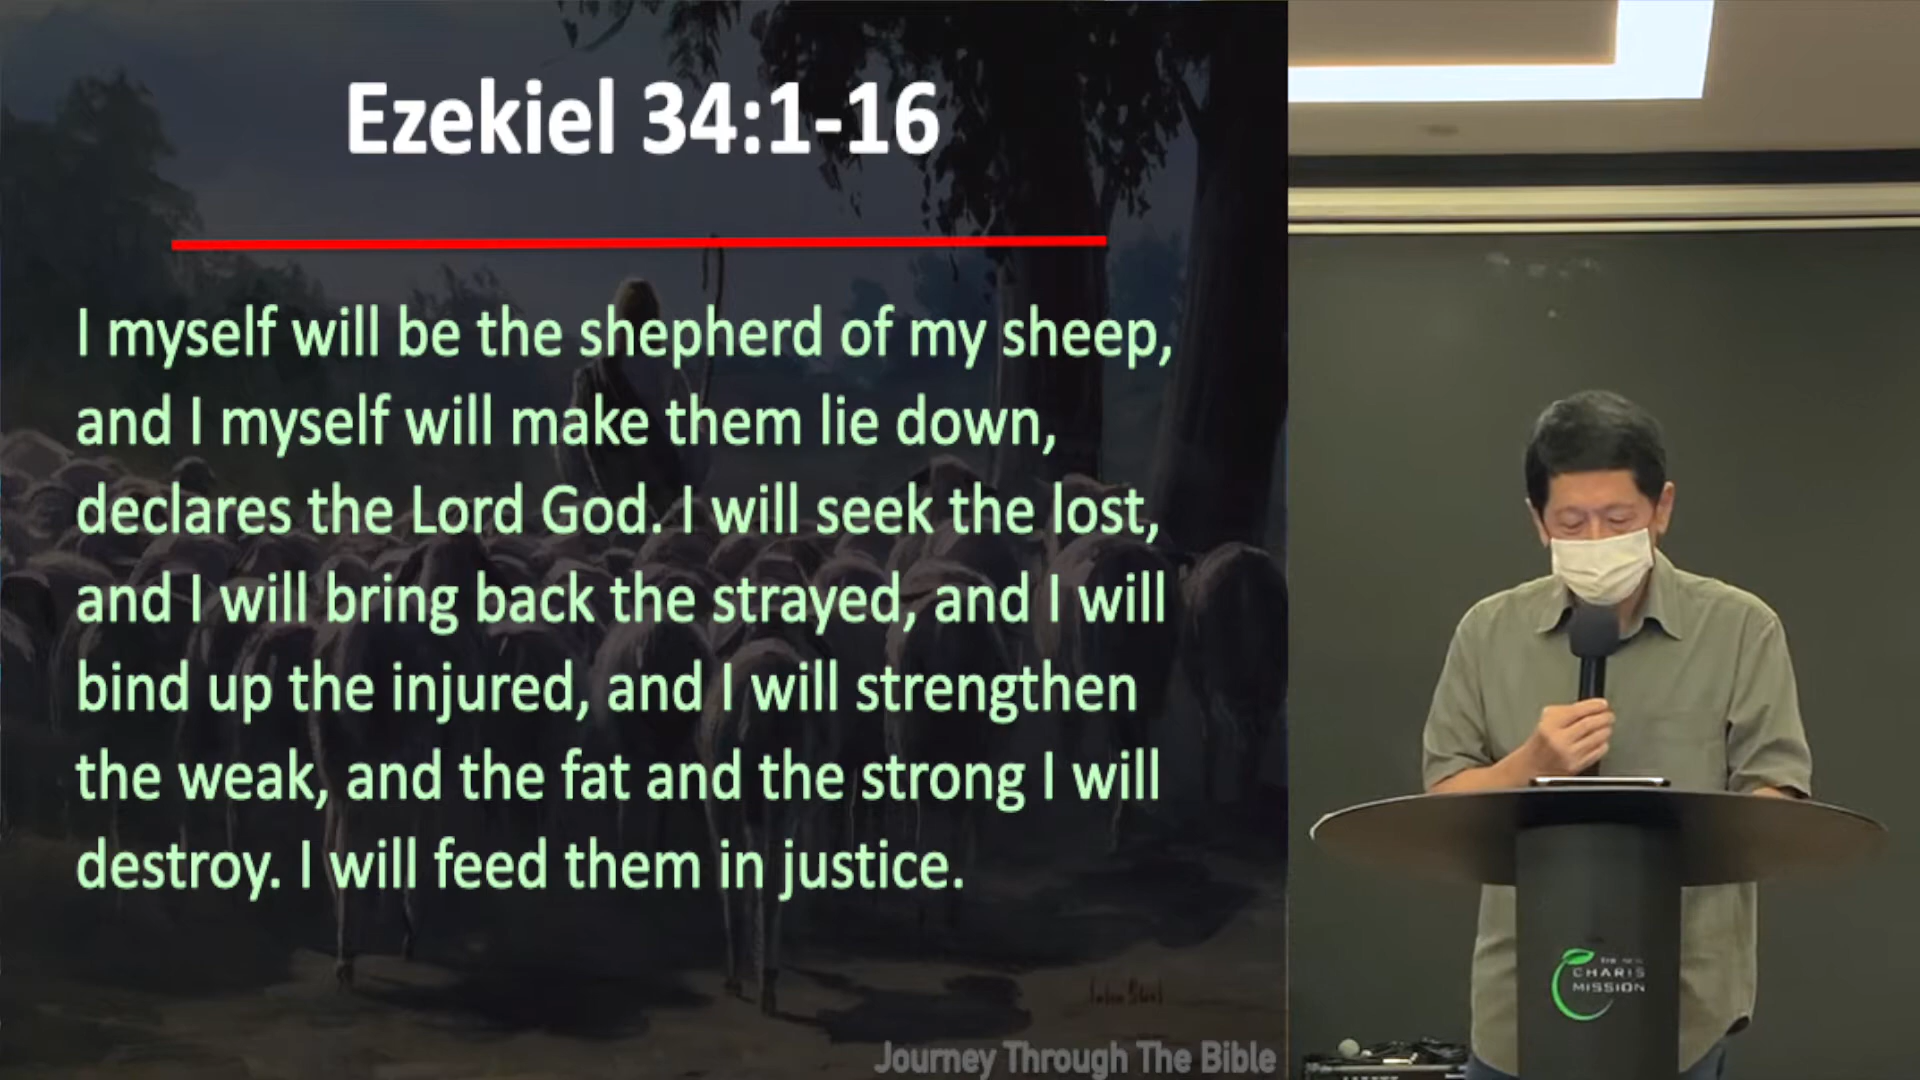 Ezekiel 34:1-16
I myself will be the shepherd of my sheep,
and I myself will make them lie down,
declares the Lord God. I will seek the lost,
and I will bring back the strayed, and I will
bind up the injured, and I will strengthen
the weak, and the fat and the strong I will
destroy. I will feed them in justice.
Journey Through The Bible
CHARIS
MISSION